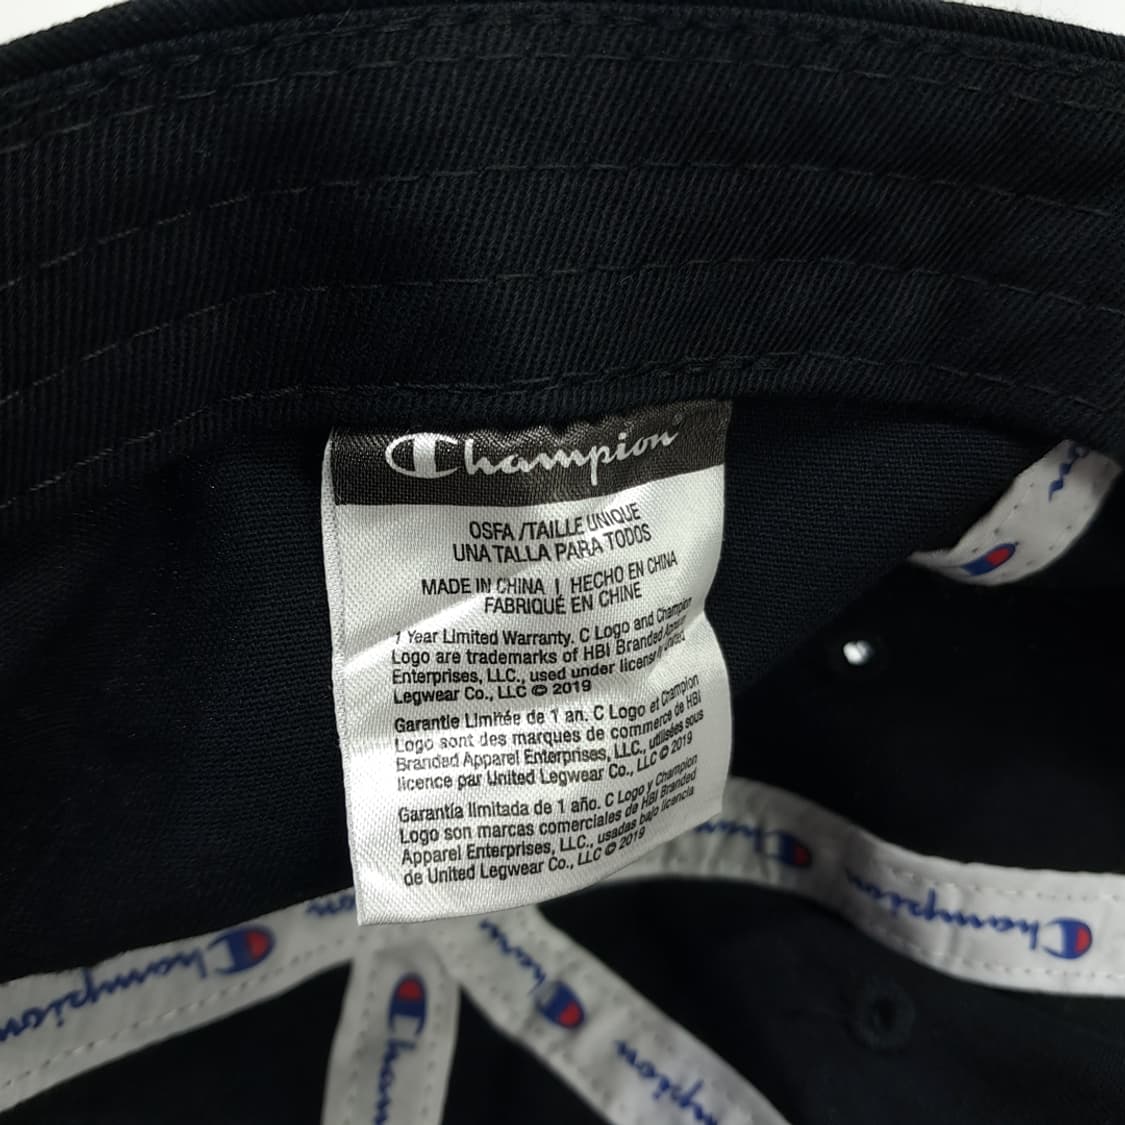 Champion
OSFA /TAILLE UNIQUE
UNA TALLA PARA TODOS
MADE IN CHINA | HECHO EN CHINA
FABRIQUÉ EN CHINE
1 Year Limited Warranty. C Logo and Champion
Logo are trademarks of HBI Branded Apparel
Enterprises, LLC., used under license, United
Legwear Co., LLC © 2019
Garantie Limitée de 1 an. C Logo et Champion
Logo sont des marques de commerce de HBI
Branded Apparel Enterprises, LLC., utilisées sous
licence par United Legwear Co., LLC © 2019
Garantía limitada de 1 año. C Logo y Champion
Logo son marcas comerciales de HBI Branded
Apparel Enterprises, LLC., usadas bajo licencia
de United Legwear Co., LLC © 2019
Champion
Champion
Champion
Champion